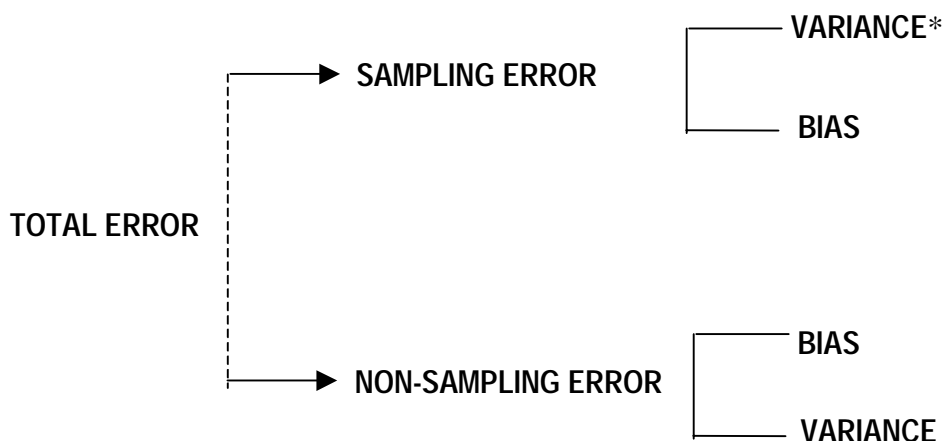 VARIANCE*
SAMPLING ERROR
BIAS
TOTAL ERROR
BIAS
NON-SAMPLING ERROR
VARIANCE